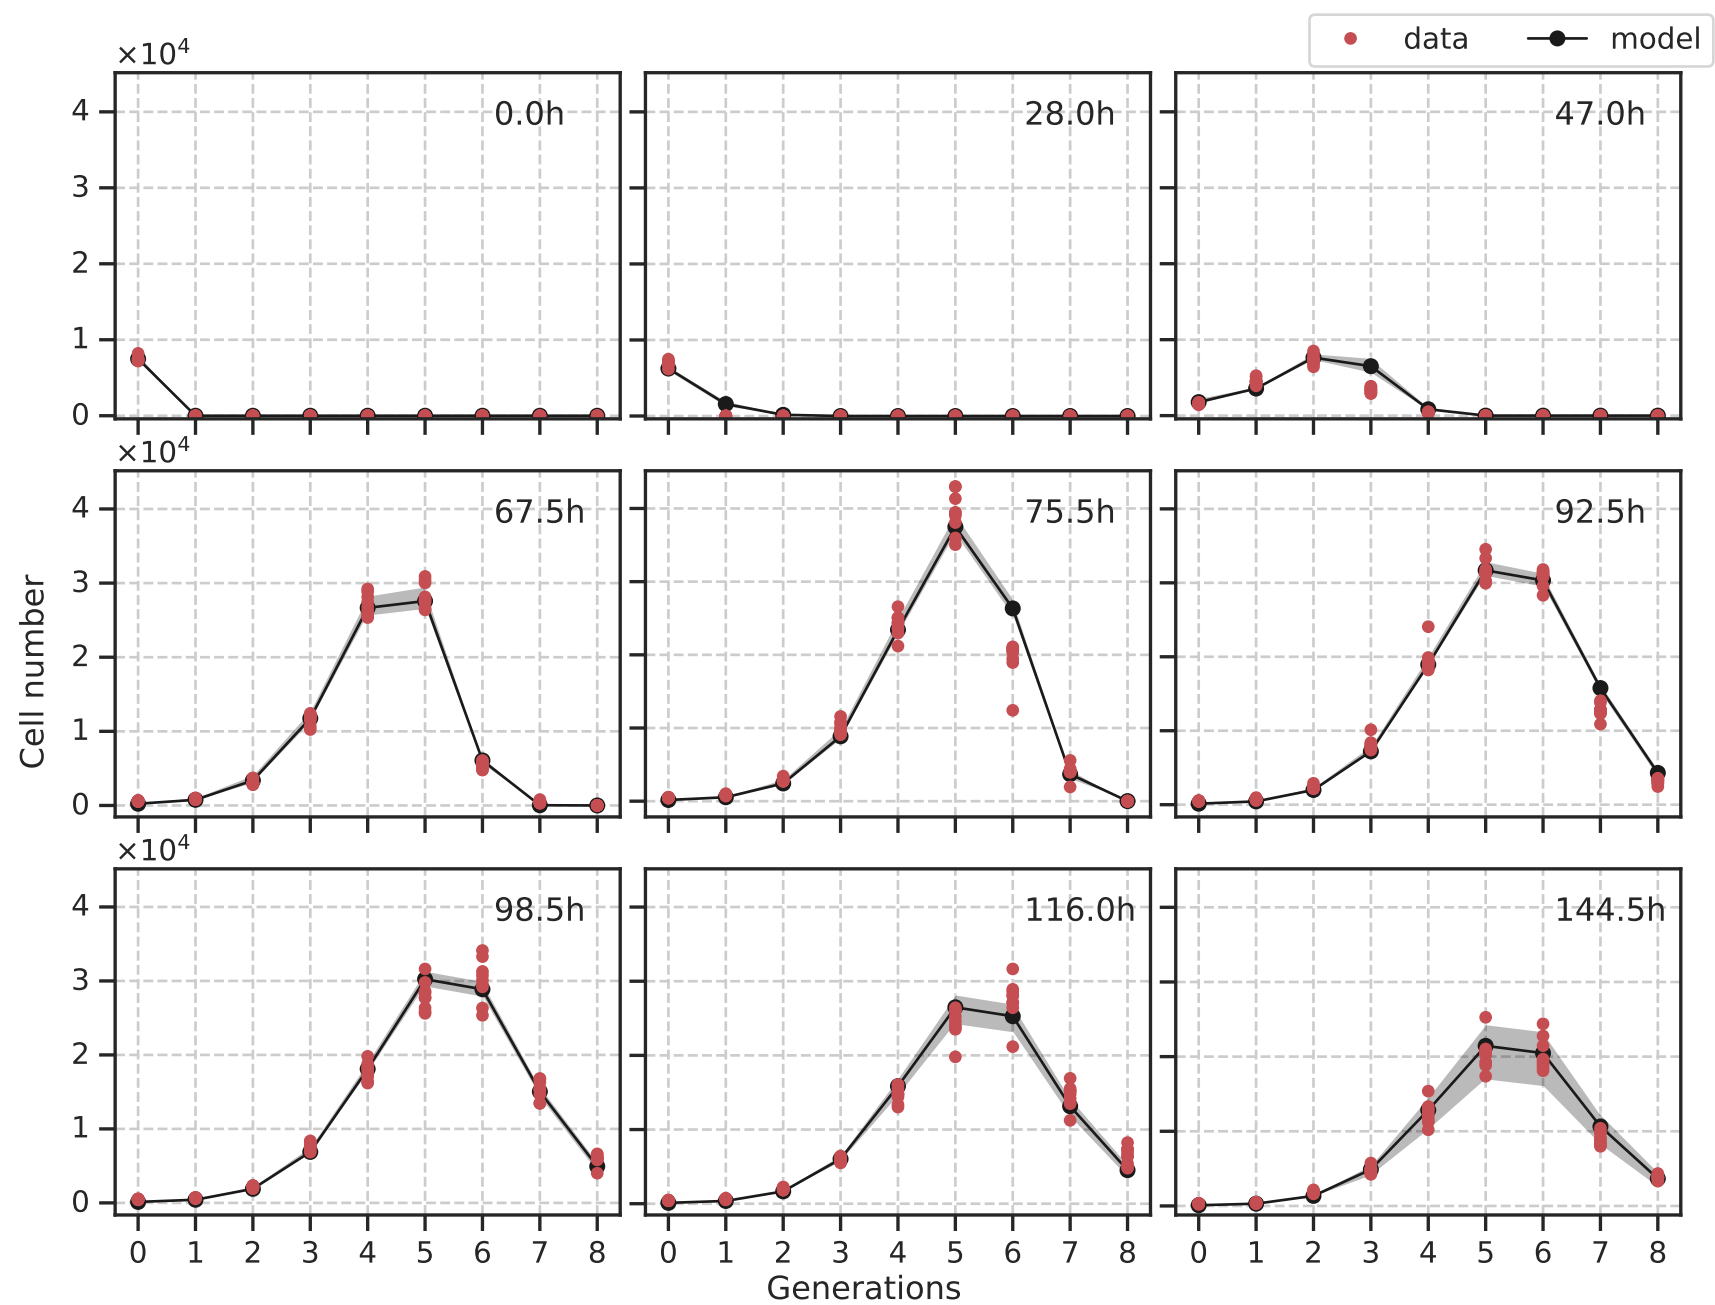 data model
×10⁴
4
3
2
1
0
0.0h
28.0h
47.0h
×10⁴
4
3
2
1
0
67.5h
75.5h
92.5h
Cell number
×10⁴
4
3
2
1
0
98.5h
116.0h
144.5h
0 1 2 3 4 5 6 7 8
0 1 2 3 4 5 6 7 8
0 1 2 3 4 5 6 7 8
Generations